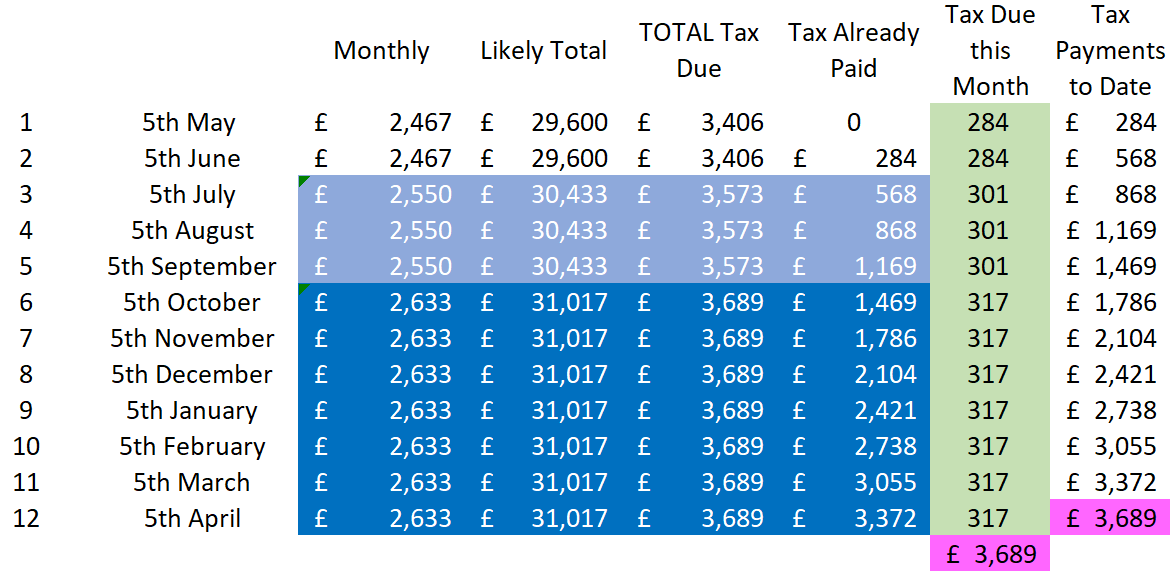 Monthly Likely Total TOTAL Tax Due Tax Already Paid Tax Due this Month Tax Payments to Date
1 5th May £ 2,467 £ 29,600 £ 3,406 0 284 £ 284
2 5th June £ 2,467 £ 29,600 £ 3,406 £ 284 284 £ 568
3 5th July £ 2,550 £ 30,433 £ 3,573 £ 568 301 £ 868
4 5th August £ 2,550 £ 30,433 £ 3,573 £ 868 301 £ 1,169
5 5th September £ 2,550 £ 30,433 £ 3,573 £ 1,169 301 £ 1,469
6 5th October £ 2,633 £ 31,017 £ 3,689 £ 1,469 317 £ 1,786
7 5th November £ 2,633 £ 31,017 £ 3,689 £ 1,786 317 £ 2,104
8 5th December £ 2,633 £ 31,017 £ 3,689 £ 2,104 317 £ 2,421
9 5th January £ 2,633 £ 31,017 £ 3,689 £ 2,421 317 £ 2,738
10 5th February £ 2,633 £ 31,017 £ 3,689 £ 2,738 317 £ 3,055
11 5th March £ 2,633 £ 31,017 £ 3,689 £ 3,055 317 £ 3,372
12 5th April £ 2,633 £ 31,017 £ 3,689 £ 3,372 317 £ 3,689
£ 3,689